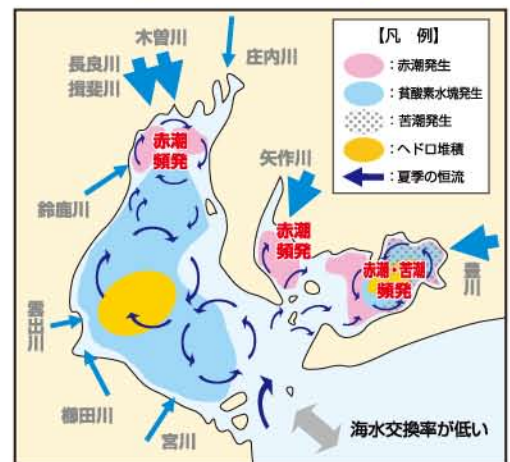 木曽川
長良川
揖斐川
庄内川
【凡 例】
：赤潮発生
：貧酸素水塊発生
：苦潮発生
：ヘドロ堆積
：夏季の恒流
赤潮
頻発
矢作川
鈴鹿川
赤潮
頻発
赤潮・苦潮
頻発
豊川
雲出川
櫛田川
宮川
海水交換率が低い